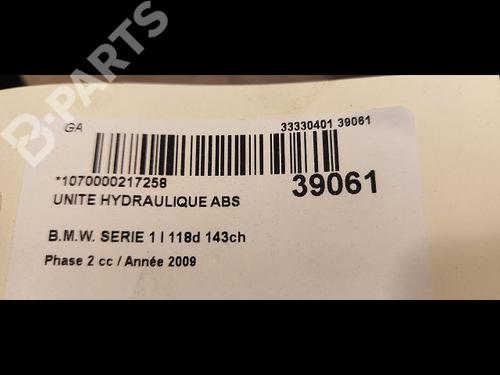 B-PARTS
GA 33330401 39061
*1070000217258 39061
UNITE HYDRAULIQUE ABS
B.M.W. SERIE 1 I 118d 143ch
Phase 2 cc / Année 2009